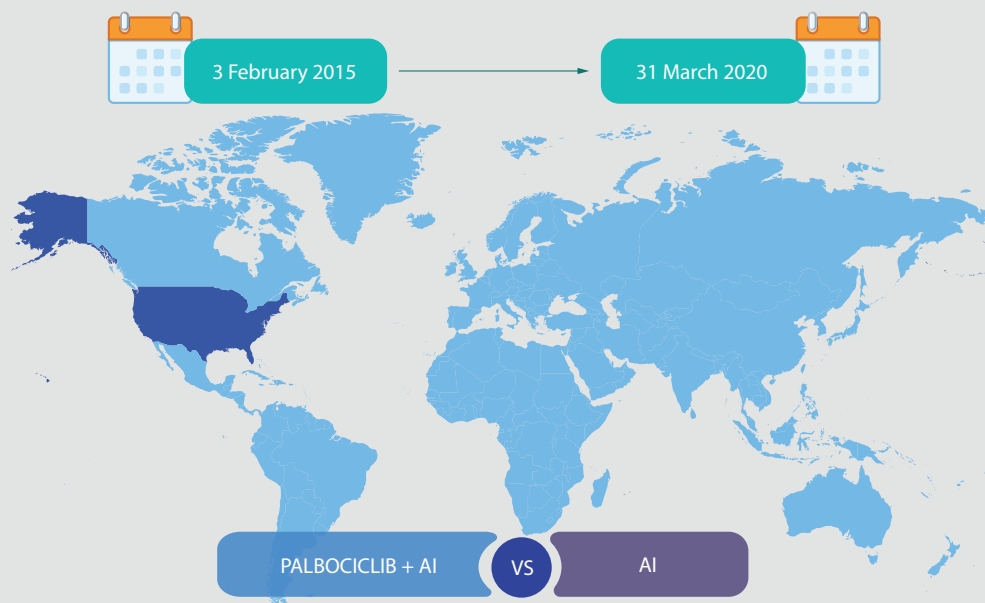 3 February 2015
31 March 2020
PALBOCICLIB + AI
VS
AI